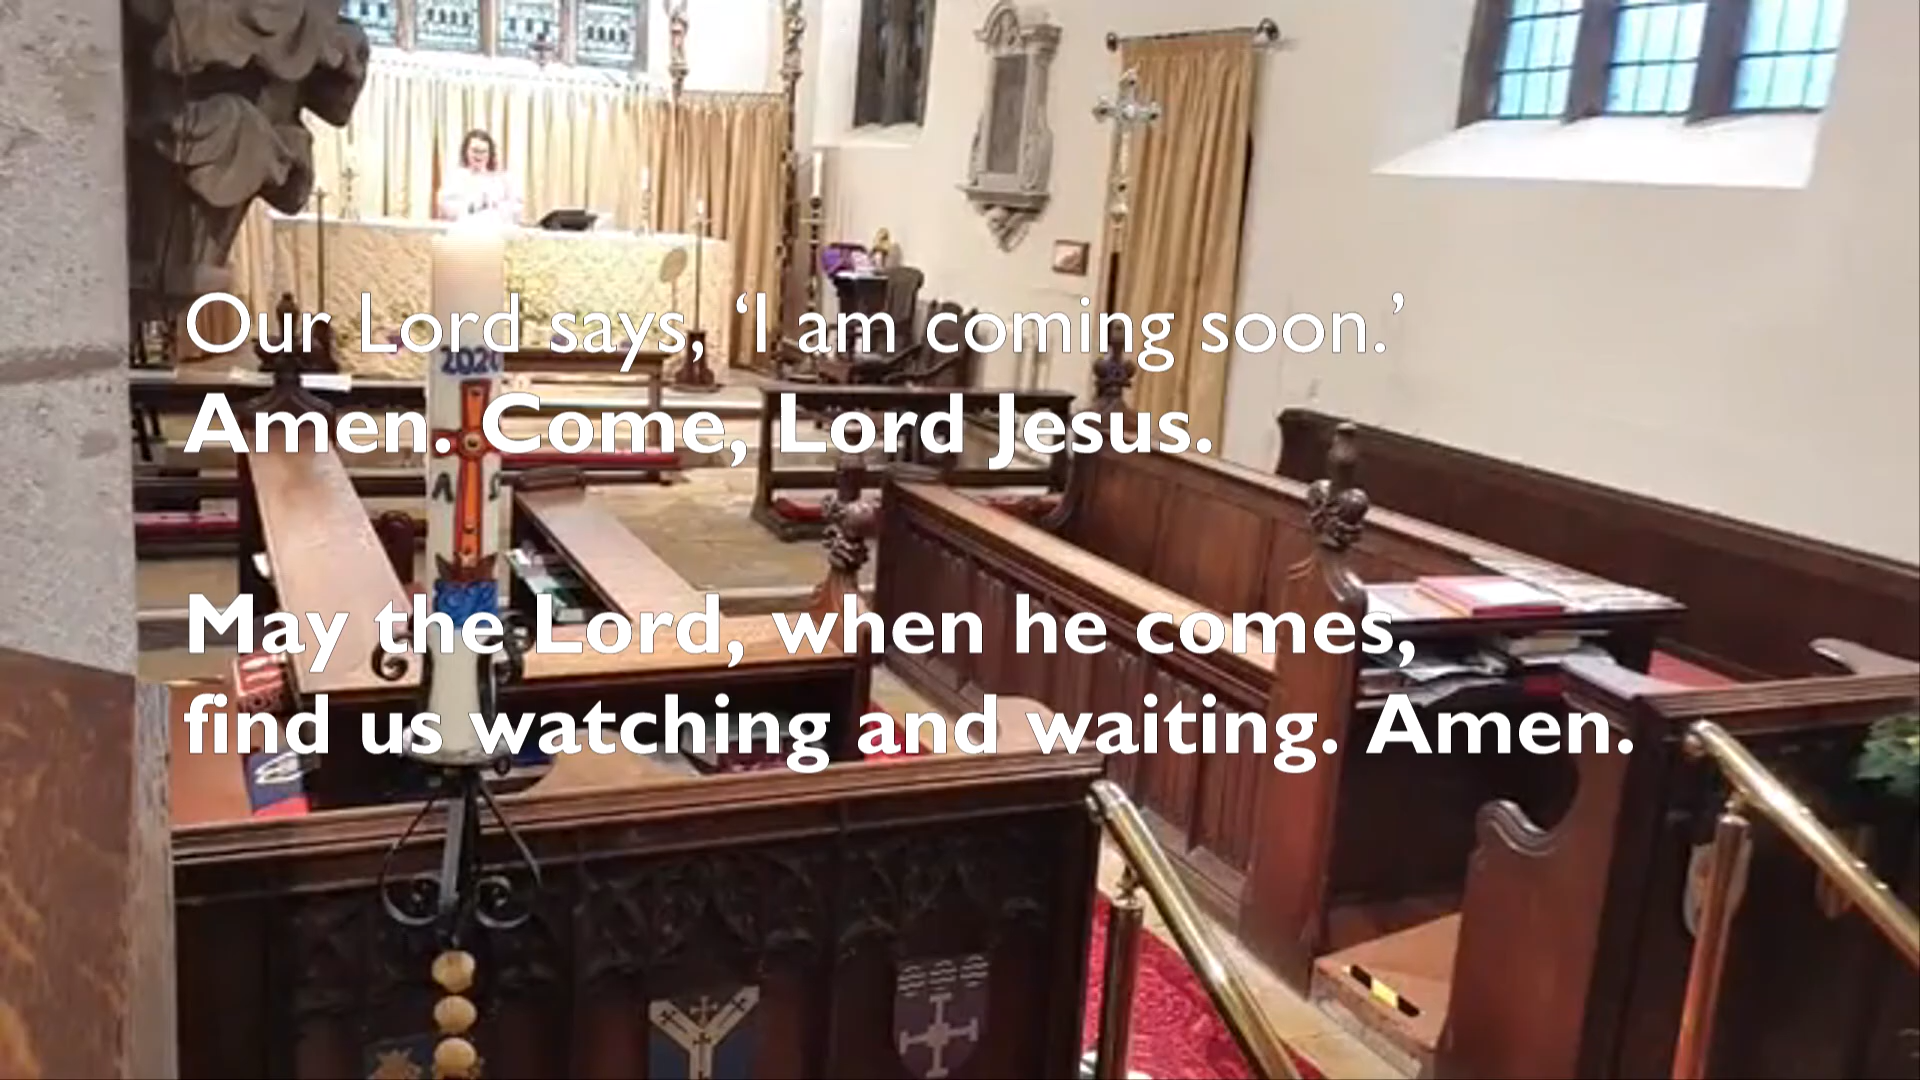 Our Lord says, ‘I am coming soon.’
2020
Amen. Come, Lord Jesus.
Α Ω
May the Lord, when he comes,
find us watching and waiting. Amen.